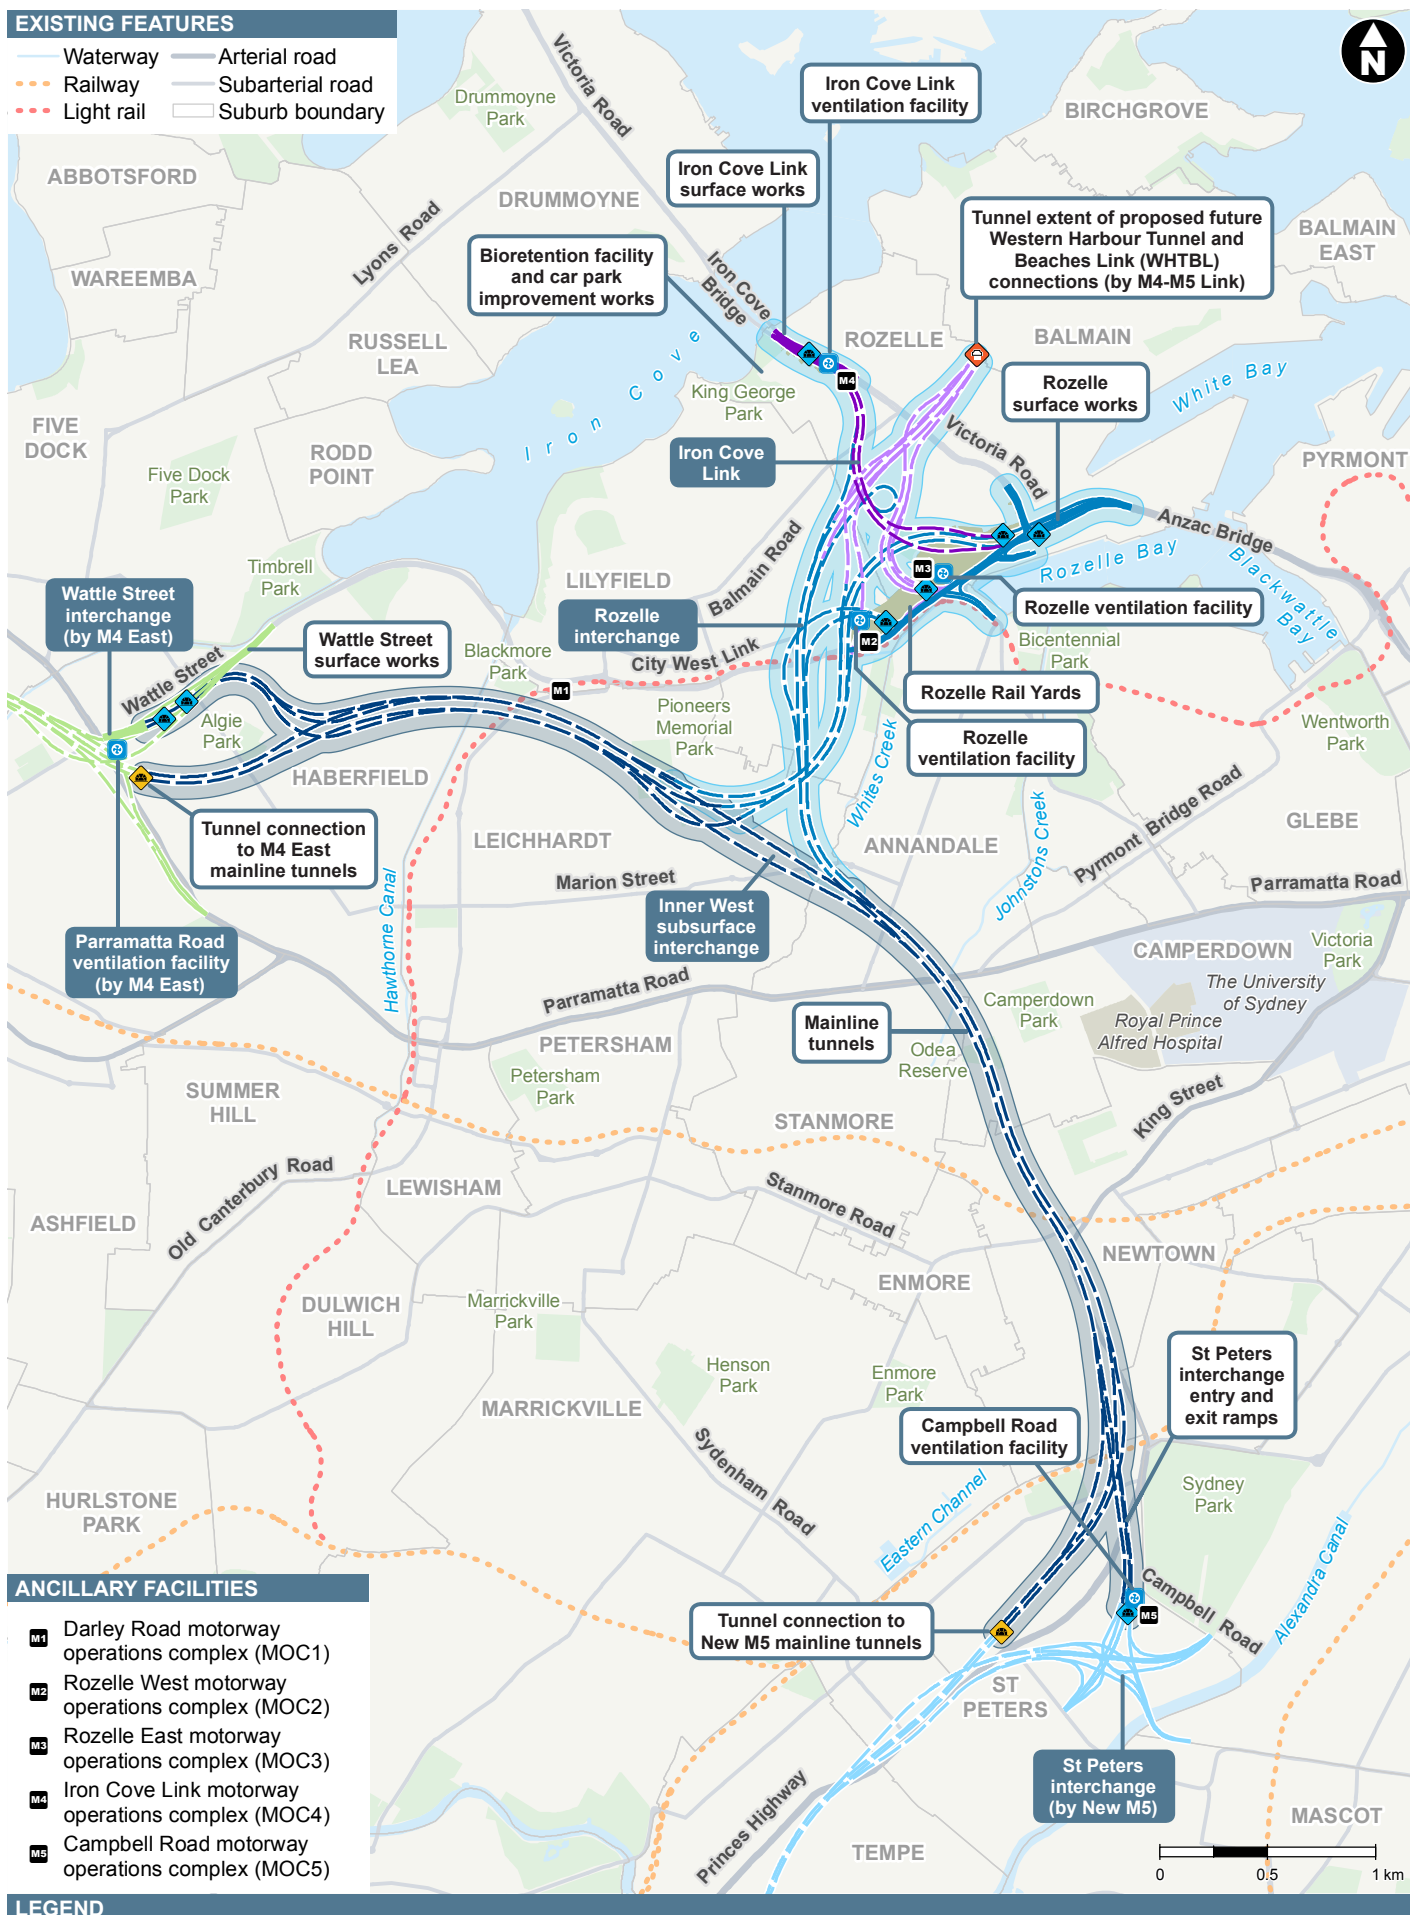 EXISTING FEATURES
Waterway
Arterial road
Railway
Subarterial road
Light rail
Suburb boundary
N
Victoria Road
Drummoyne
Park
Iron Cove Link
ventilation facility
BIRCHGROVE
ABBOTSFORD
DRUMMOYNE
Iron Cove Link
surface works
Lyons Road
Tunnel extent of proposed future
Western Harbour Tunnel and
Beaches Link (WHTBL)
connections (by M4-M5 Link)
BALMAIN
EAST
WAREEMBA
Bioretention facility
and car park
improvement works
Iron Cove
Bridge
RUSSELL
LEA
ROZELLE
BALMAIN
Iron Cove
M4
King George
Park
Rozelle
surface works
White Bay
FIVE
DOCK
RODD
POINT
Five Dock
Park
Iron Cove
Link
Victoria Road
PYRMONT
Anzac Bridge
Rozelle Bay
Blackwattle
Bay
Timbrell
Park
LILYFIELD
Balmain Road
M3
Wattle Street
interchange
(by M4 East)
Rozelle
interchange
Rozelle ventilation facility
Wattle Street
surface works
Wattle Street
Blackmore
Park
City West Link
M2
Bicentennial
Park
M1
Rozelle Rail Yards
Algie
Park
Pioneers
Memorial
Park
Rozelle
ventilation facility
Wentworth
Park
HABERFIELD
Whites Creek
Tunnel connection
to M4 East
mainline tunnels
LEICHHARDT
ANNANDALE
Johnstons Creek
Pyrmont Bridge Road
GLEBE
Marion Street
Parramatta Road
Hawthorne Canal
Inner West
subsurface
interchange
Parramatta Road
ventilation facility
(by M4 East)
CAMPERDOWN
Victoria
Park
The University
of Sydney
Parramatta Road
Camperdown
Park
Royal Prince
Alfred Hospital
Mainline
tunnels
PETERSHAM
Odea
Reserve
Petersham
Park
SUMMER
HILL
STANMORE
King Street
Old Canterbury Road
LEWISHAM
Stanmore Road
ASHFIELD
NEWTOWN
ENMORE
DULWICH
HILL
Marrickville
Park
St Peters
interchange
entry and
exit ramps
Henson
Park
Enmore
Park
MARRICKVILLE
Campbell Road
ventilation facility
Sydenham Road
Sydney
Park
HURLSTONE
PARK
Eastern Channel
Alexandra Canal
ANCILLARY FACILITIES
M1 Darley Road motorway
operations complex (MOC1)
M2 Rozelle West motorway
operations complex (MOC2)
M3 Rozelle East motorway
operations complex (MOC3)
M4 Iron Cove Link motorway
operations complex (MOC4)
M5 Campbell Road motorway
operations complex (MOC5)
Campbell Road
M5
Tunnel connection to
New M5 mainline tunnels
ST
PETERS
St Peters
interchange
(by New M5)
Princes Highway
MASCOT
TEMPE
0 0.5 1 km
LEGEND